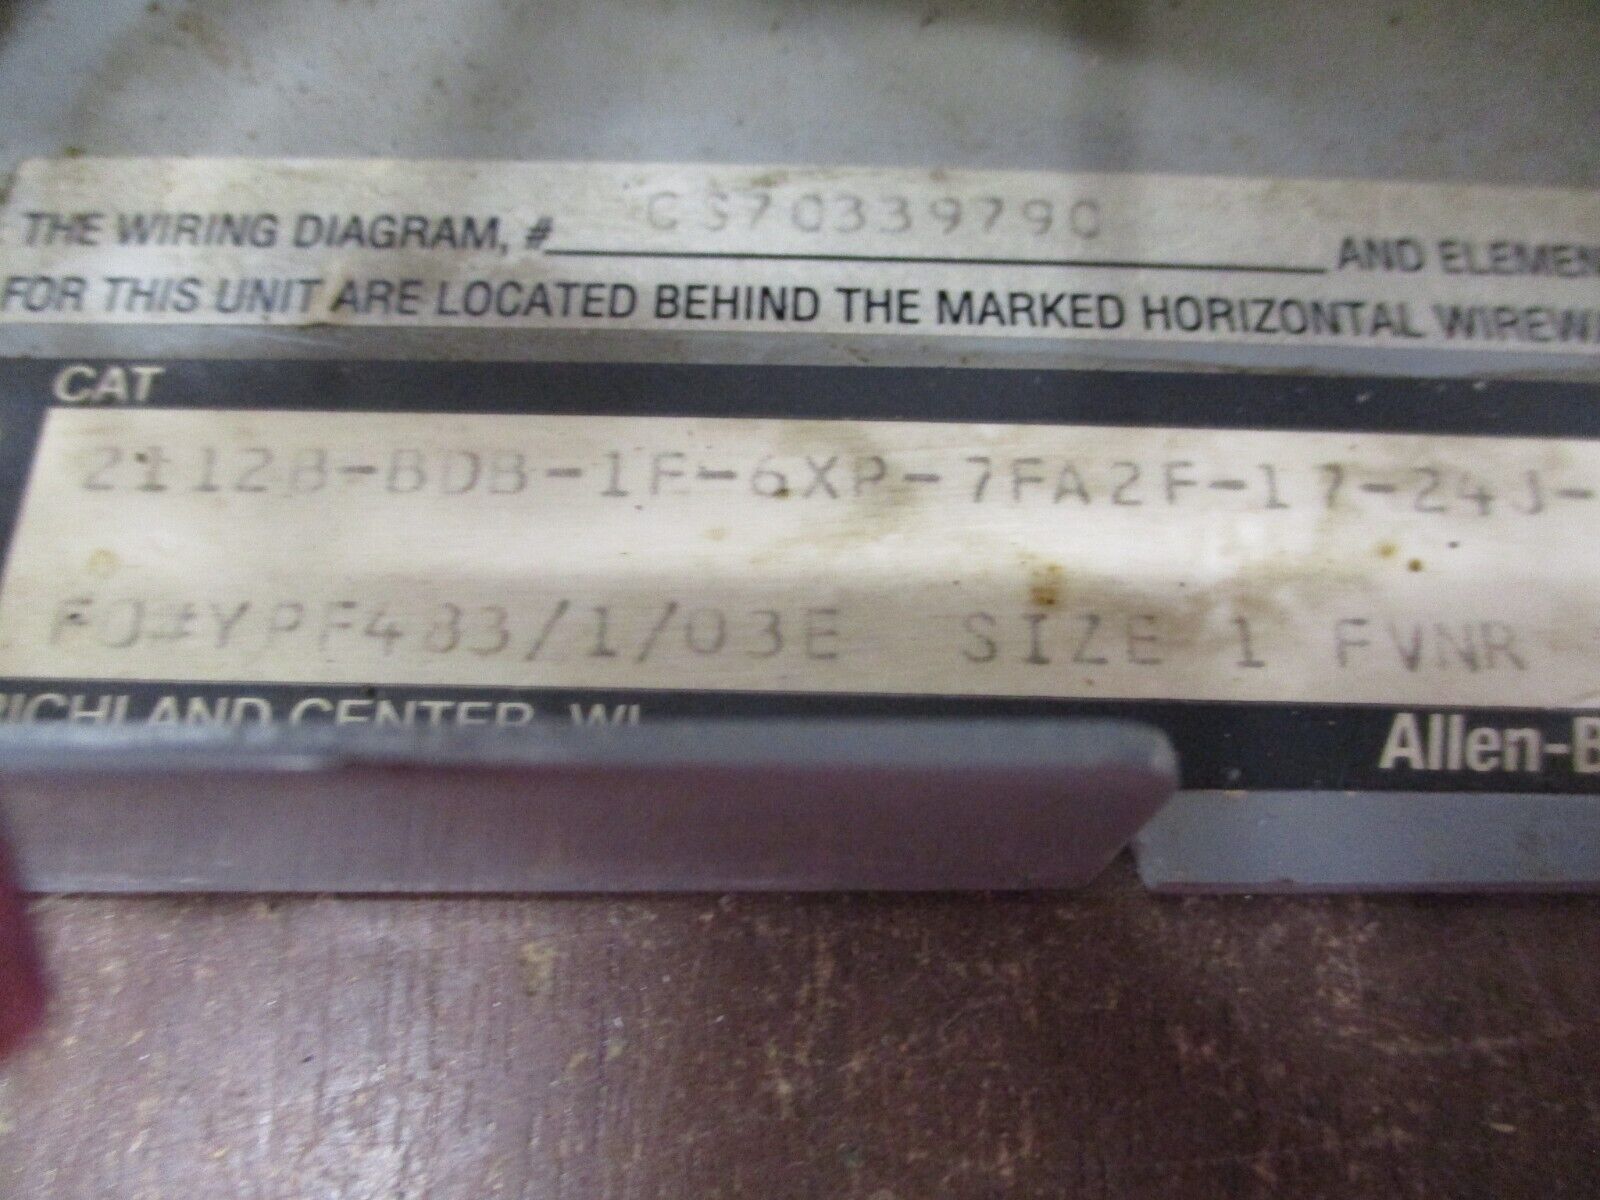 THE WIRING DIAGRAM, # CS70339790 AND ELEMEN
FOR THIS UNIT ARE LOCATED BEHIND THE MARKED HORIZONTAL WIREW
CAT
2112B-BDB-1F-6XP-7FA2F-17-24J-
FO#YPF483/1/03E SIZE 1 FVNR
RICHLAND CENTER, WI
Allen-B